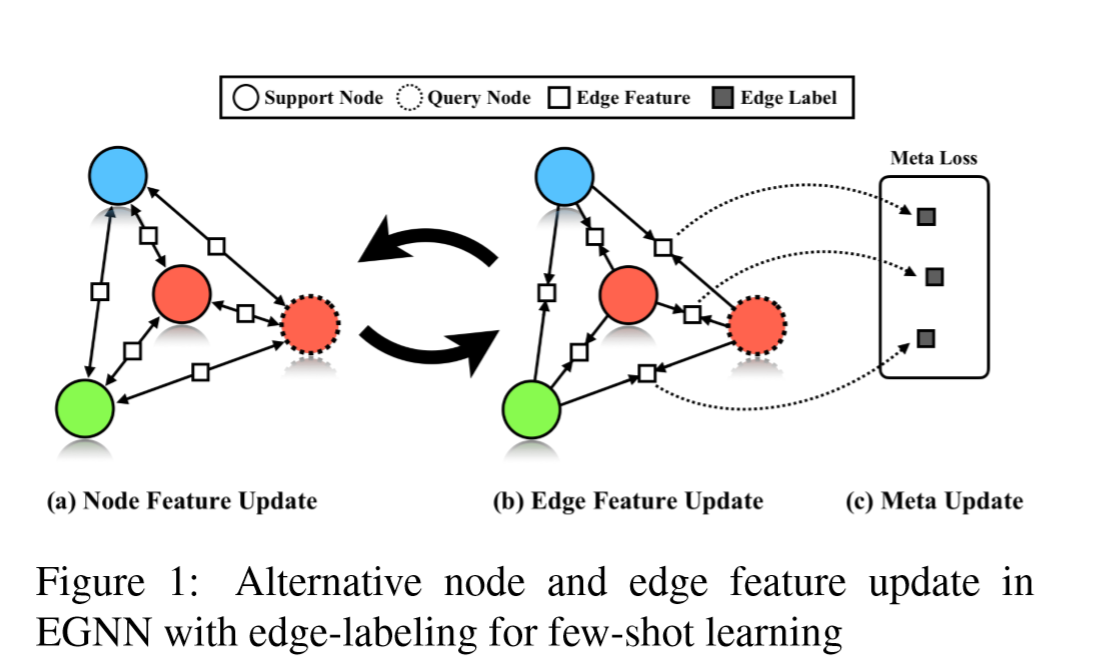 Support Node Query Node Edge Feature Edge Label
Meta Loss
(a) Node Feature Update (b) Edge Feature Update (c) Meta Update
Figure 1: Alternative node and edge feature update in
EGNN with edge-labeling for few-shot learning